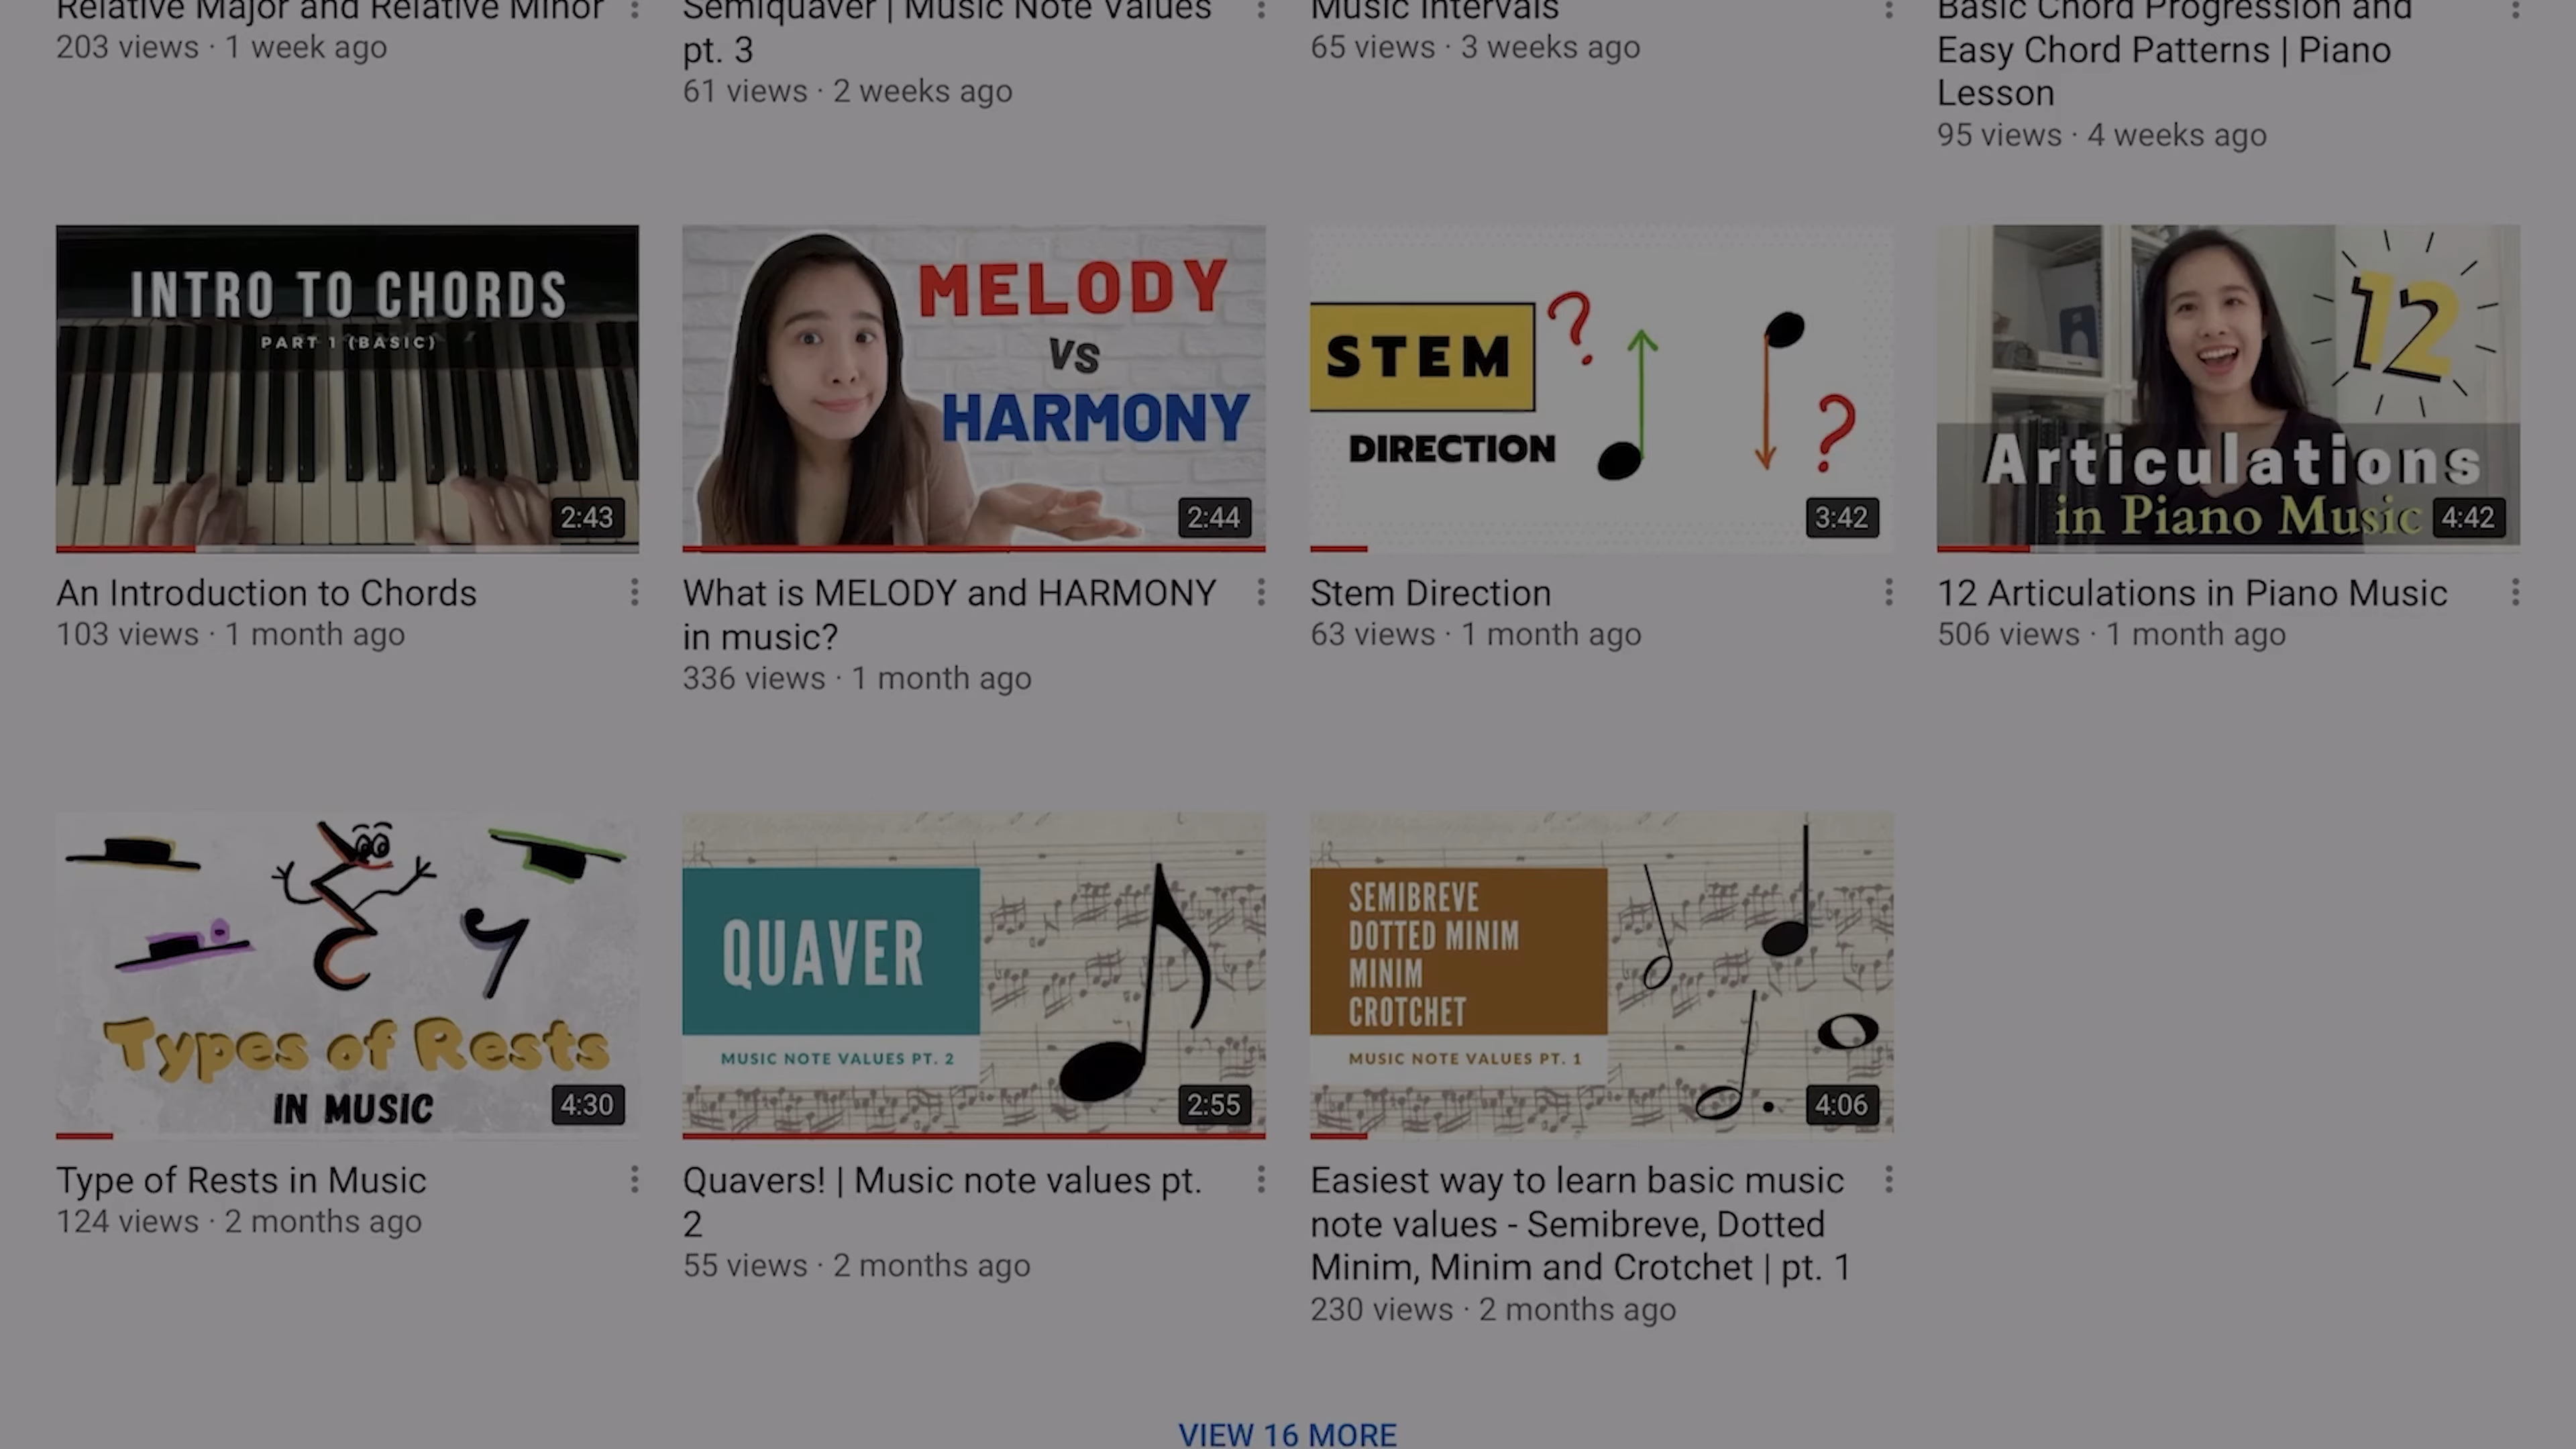 Relative Major and Relative Minor
203 views · 1 week ago
Semiquaver | Music Note Values
pt. 3
61 views · 2 weeks ago
Music Intervals
65 views · 3 weeks ago
Basic Chord Progression and
Easy Chord Patterns | Piano
Lesson
95 views · 4 weeks ago
INTRO TO CHORDS
PART 1 (BASIC)
2:43
An Introduction to Chords
103 views · 1 month ago
MELODY
VS
HARMONY
2:44
What is MELODY and HARMONY
in music?
336 views · 1 month ago
STEM
DIRECTION
?
?
3:42
Stem Direction
63 views · 1 month ago
12
Articulations
in Piano Music
4:42
12 Articulations in Piano Music
506 views · 1 month ago
Types of Rests
IN MUSIC
4:30
Type of Rests in Music
124 views · 2 months ago
QUAVER
MUSIC NOTE VALUES PT. 2
2:55
Quavers! | Music note values pt.
2
55 views · 2 months ago
SEMIBREVE
DOTTED MINIM
MINIM
CROTCHET
MUSIC NOTE VALUES PT. 1
4:06
Easiest way to learn basic music
note values - Semibreve, Dotted
Minim, Minim and Crotchet | pt. 1
230 views · 2 months ago
VIEW 16 MORE